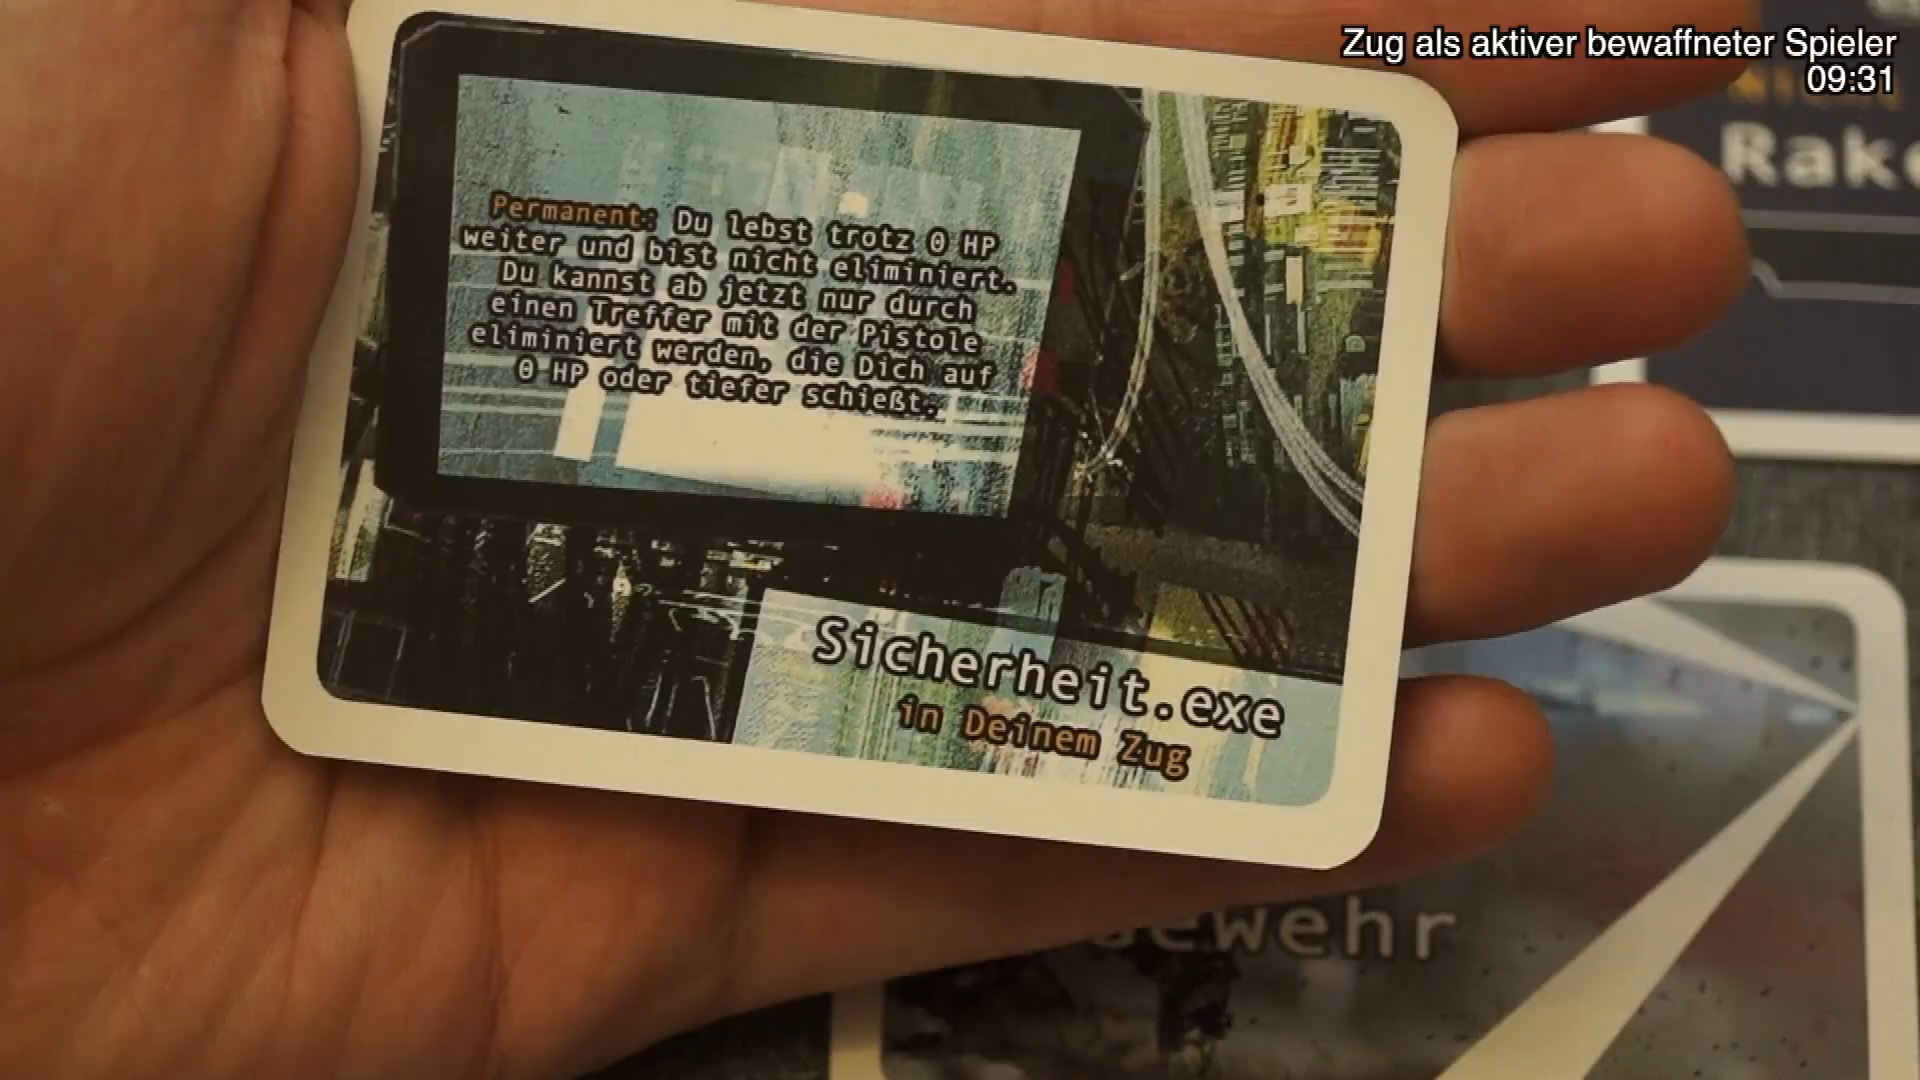 Zug als aktiver bewaffneter Spieler
09:31
Permanent: Du lebst trotz 0 HP
weiter und bist nicht eliminiert.
Du kannst ab jetzt nur durch
einen Treffer mit der Pistole
eliminiert werden, die Dich auf
0 HP oder tiefer schießt.
Sicherheit.exe
in Deinem Zug